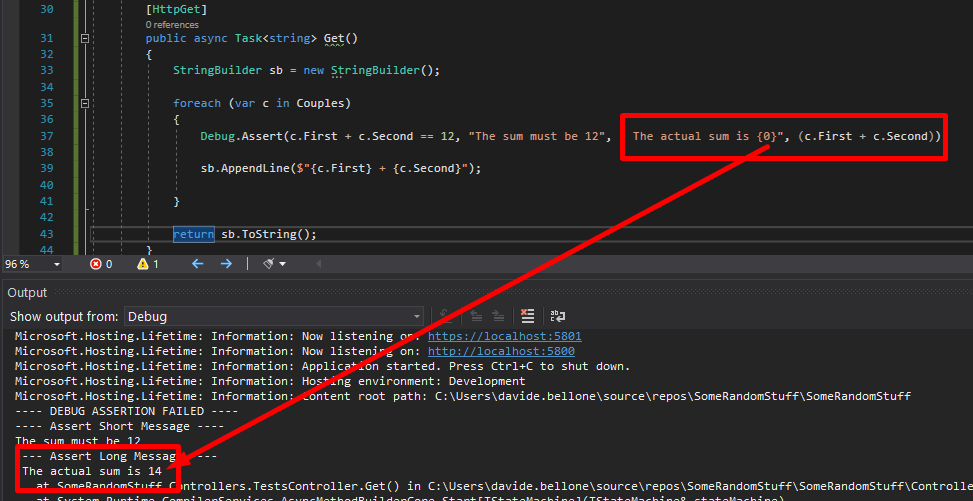 30 [HttpGet]
0 references
31 public async Task<string> Get()
32 {
33 StringBuilder sb = new StringBuilder();
34
35 foreach (var c in Couples)
36 {
37 Debug.Assert(c.First + c.Second == 12, "The sum must be 12", The actual sum is {0}", (c.First + c.Second))
38
39 sb.AppendLine($"{c.First} + {c.Second}");
40
41 }
42
43 return sb.ToString();
44 }
96 % 0 1
Output
Show output from: Debug
Microsoft.Hosting.Lifetime: Information: Now listening on: https://localhost:5801
Microsoft.Hosting.Lifetime: Information: Now listening on: http://localhost:5800
Microsoft.Hosting.Lifetime: Information: Application started. Press Ctrl+C to shut down.
Microsoft.Hosting.Lifetime: Information: Hosting environment: Development
Microsoft.Hosting.Lifetime: Information: Content root path: C:\Users\davide.bellone\source\repos\SomeRandomStuff\SomeRandomStuff
---- DEBUG ASSERTION FAILED ----
---- Assert Short Message ----
The sum must be 12
---- Assert Long Message ----
The actual sum is 14
at SomeRandomStuff.Controllers.TestsController.Get() in C:\Users\davide.bellone\source\repos\SomeRandomStuff\SomeRandomStuff\Controlle
at System.Runtime.CompilerServices.AsyncMethodBuilderCore.Start[TStateMachine](TStateMachine& stateMachine)